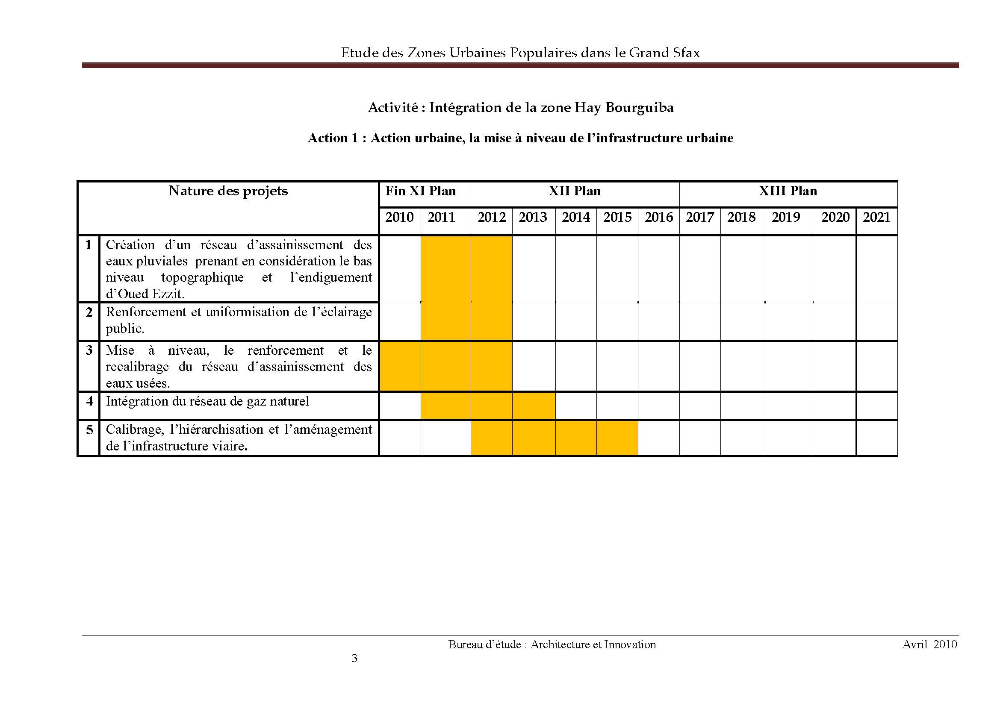 Etude des Zones Urbaines Populaires dans le Grand Sfax
Activité : Intégration de la zone Hay Bourguiba
Action 1 : Action urbaine, la mise à niveau de l’infrastructure urbaine
Nature des projets Fin XI Plan XII Plan XIII Plan
2010 2011 2012 2013 2014 2015 2016 2017 2018 2019 2020 2021
1 Création d’un réseau d’assainissement des
eaux pluviales prenant en considération le bas
niveau topographique et l’endiguement
d’Oued Ezzit.
2 Renforcement et uniformisation de l’éclairage
public.
3 Mise à niveau, le renforcement et le
recalibrage du réseau d’assainissement des
eaux usées.
4 Intégration du réseau de gaz naturel
5 Calibrage, l’hiérarchisation et l’aménagement
de l’infrastructure viaire.
Bureau d’étude : Architecture et Innovation Avril 2010
3